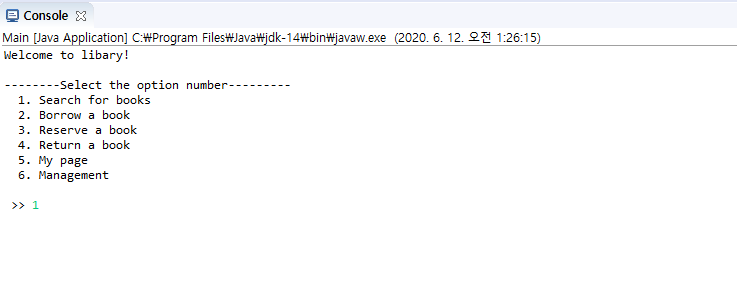 Console
Main [Java Application] C:₩Program Files₩Java₩jdk-14₩bin₩javaw.exe (2020. 6. 12. 오전 1:26:15)
Welcome to libary!
--------Select the option number---------
1. Search for books
2. Borrow a book
3. Reserve a book
4. Return a book
5. My page
6. Management
>> 1